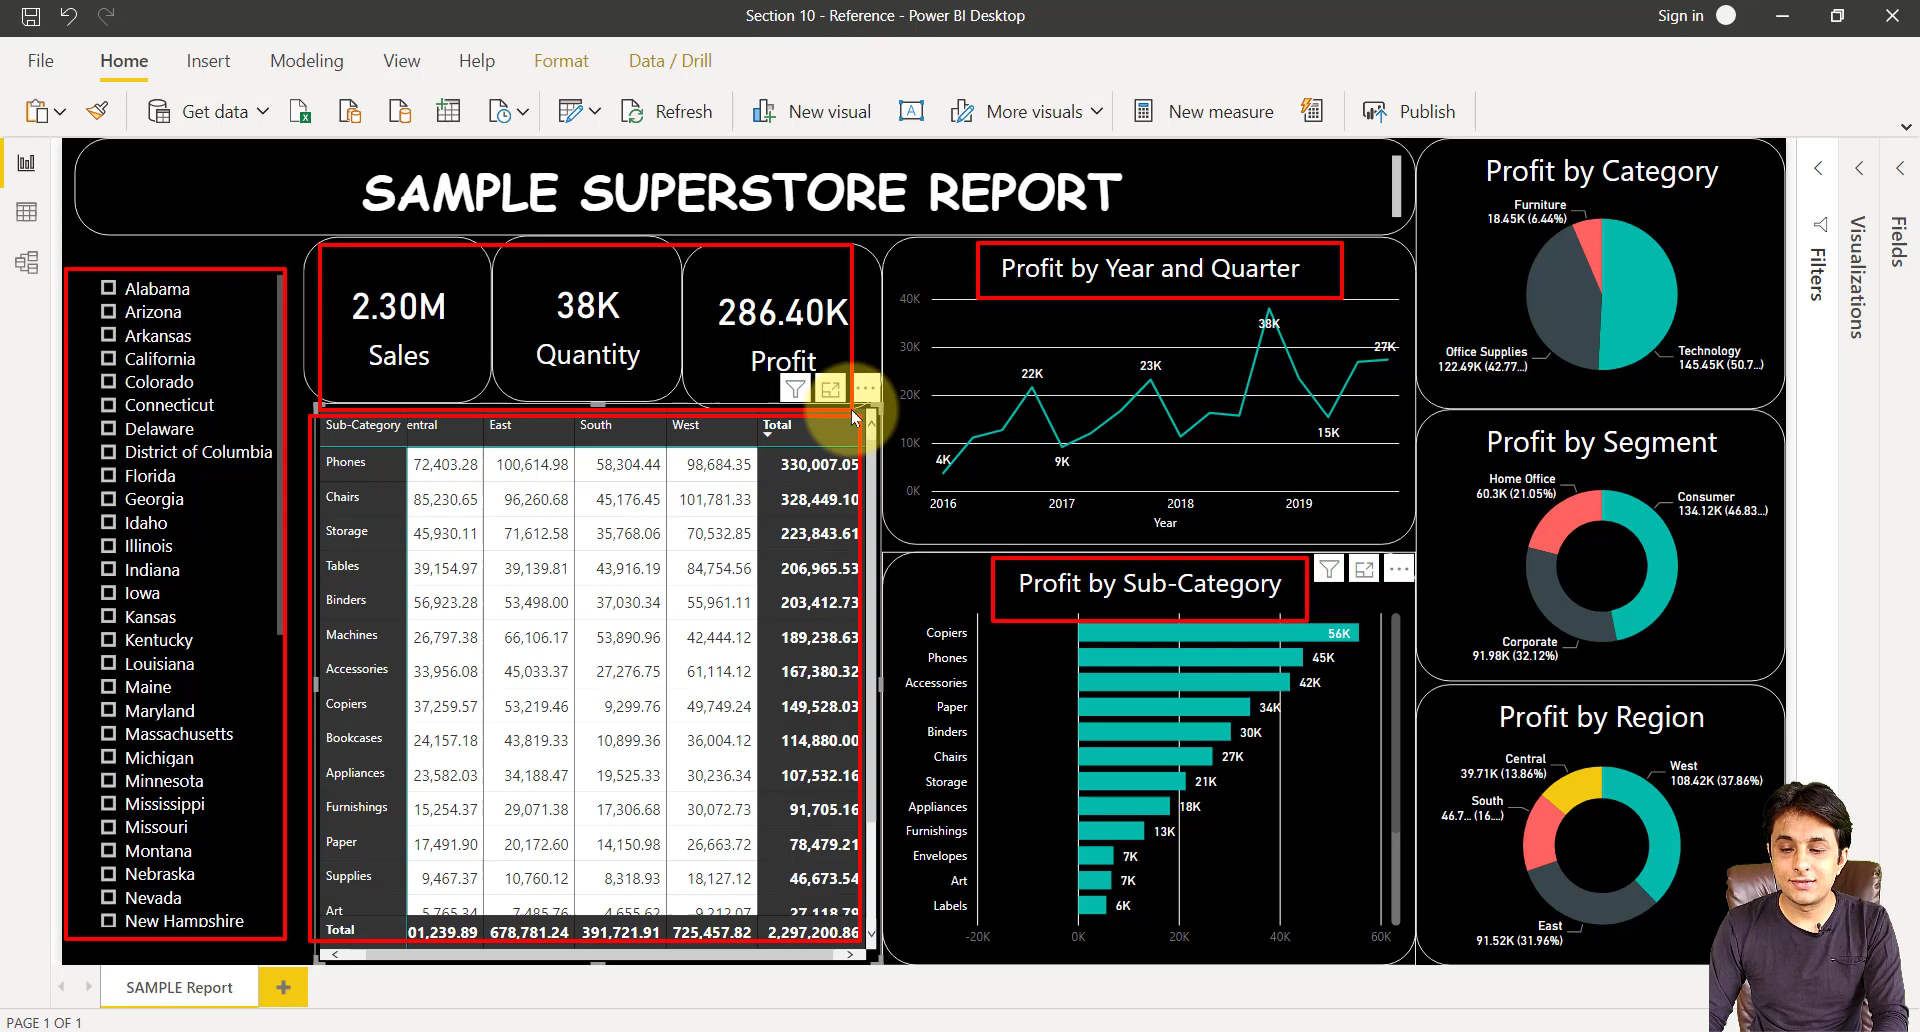 Section 10 - Reference - Power BI Desktop
Sign in
File Home Insert Modeling View Help Format Data / Drill
Get data Refresh New visual More visuals New measure Publish
SAMPLE SUPERSTORE REPORT
Alabama
Arizona
Arkansas
California
Colorado
Connecticut
Delaware
District of Columbia
Florida
Georgia
Idaho
Illinois
Indiana
Iowa
Kansas
Kentucky
Louisiana
Maine
Maryland
Massachusetts
Michigan
Minnesota
Mississippi
Missouri
Montana
Nebraska
Nevada
New Hampshire
2.30M
Sales
38K
Quantity
286.40K
Profit
Sub-Category entral East South West Total
Phones 72,403.28 100,614.98 58,304.44 98,684.35 330,007.05
Chairs 85,230.65 96,260.68 45,176.45 101,781.33 328,449.10
Storage 45,930.11 71,612.58 35,768.06 70,532.85 223,843.61
Tables 39,154.97 39,139.81 43,916.19 84,754.56 206,965.53
Binders 56,923.28 53,498.00 37,030.34 55,961.11 203,412.73
Machines 26,797.38 66,106.17 53,890.96 42,444.12 189,238.63
Accessories 33,956.08 45,033.37 27,276.75 61,114.12 167,380.32
Copiers 37,259.57 53,219.46 9,299.76 49,749.24 149,528.03
Bookcases 24,157.18 43,819.33 10,899.36 36,004.12 114,880.00
Appliances 23,582.03 34,188.47 19,525.33 30,236.34 107,532.16
Furnishings 15,254.37 29,071.38 17,306.68 30,072.73 91,705.16
Paper 17,491.90 20,172.60 14,150.98 26,663.72 78,479.21
Supplies 9,467.37 10,760.12 8,318.93 18,127.12 46,673.54
Art 5,765.34 7,485.76 4,655.62 9,212.07 27,118.79
Total 01,239.89 678,781.24 391,721.91 725,457.82 2,297,200.86
Profit by Year and Quarter
40K
30K
20K
10K
0K
4K
22K
9K
23K
38K
15K
27K
2016 2017 2018 2019
Year
Profit by Sub-Category
Copiers 56K
Phones 45K
Accessories 42K
Paper 34K
Binders 30K
Chairs 27K
Storage 21K
Appliances 18K
Furnishings 13K
Envelopes 7K
Art 7K
Labels 6K
-20K 0K 20K 40K 60K
Profit by Category
Furniture
18.45K (6.44%)
Office Supplies
122.49K (42.77...)
Technology
145.45K (50.7...)
Profit by Segment
Home Office
60.3K (21.05%)
Consumer
134.12K (46.83...)
Corporate
91.98K (32.12%)
Profit by Region
Central
39.71K (13.86%)
West
108.42K (37.86%)
South
46.7... (16....)
East
91.52K (31.96%)
Filters
Visualizations
Fields
SAMPLE Report
PAGE 1 OF 1